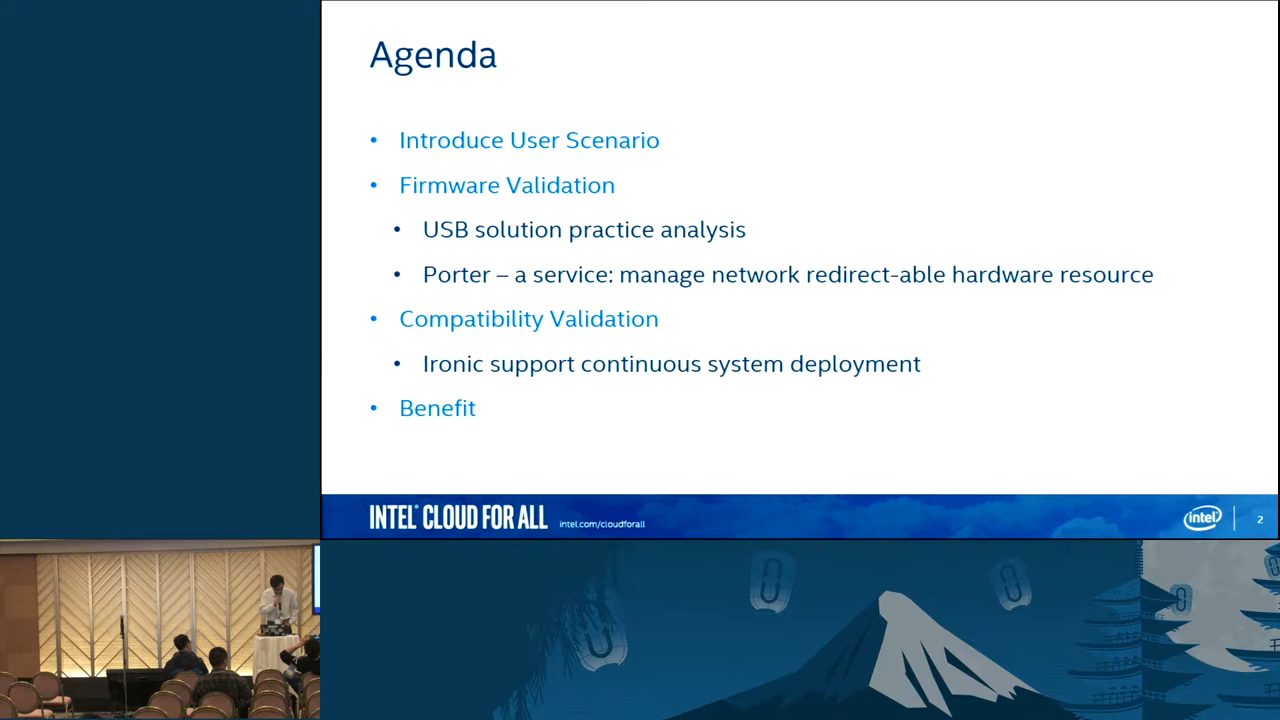 Agenda
• Introduce User Scenario
• Firmware Validation
• USB solution practice analysis
• Porter – a service: manage network redirect-able hardware resource
• Compatibility Validation
• Ironic support continuous system deployment
• Benefit
INTEL® CLOUD FOR ALL intel.com/cloudforall
intel 2